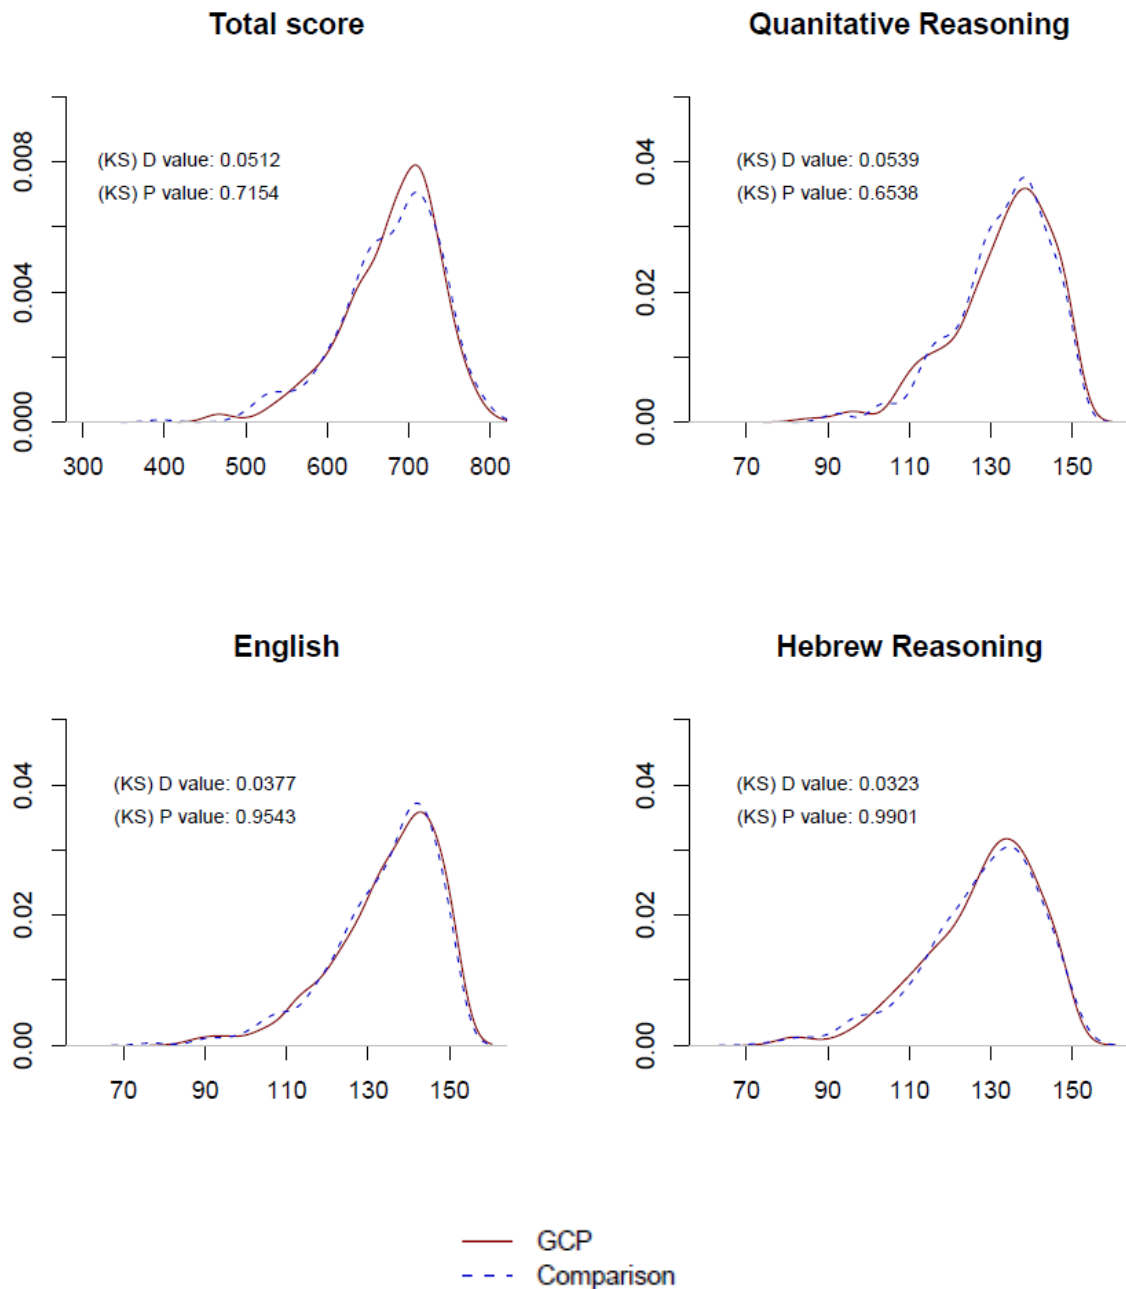 Total score
0.008
0.004
0.000
(KS) D value: 0.0512
(KS) P value: 0.7154
300 400 500 600 700 800
Quanitative Reasoning
0.04
0.02
0.00
(KS) D value: 0.0539
(KS) P value: 0.6538
70 90 110 130 150
English
0.04
0.02
0.00
(KS) D value: 0.0377
(KS) P value: 0.9543
70 90 110 130 150
Hebrew Reasoning
0.04
0.02
0.00
(KS) D value: 0.0323
(KS) P value: 0.9901
70 90 110 130 150
GCP
Comparison